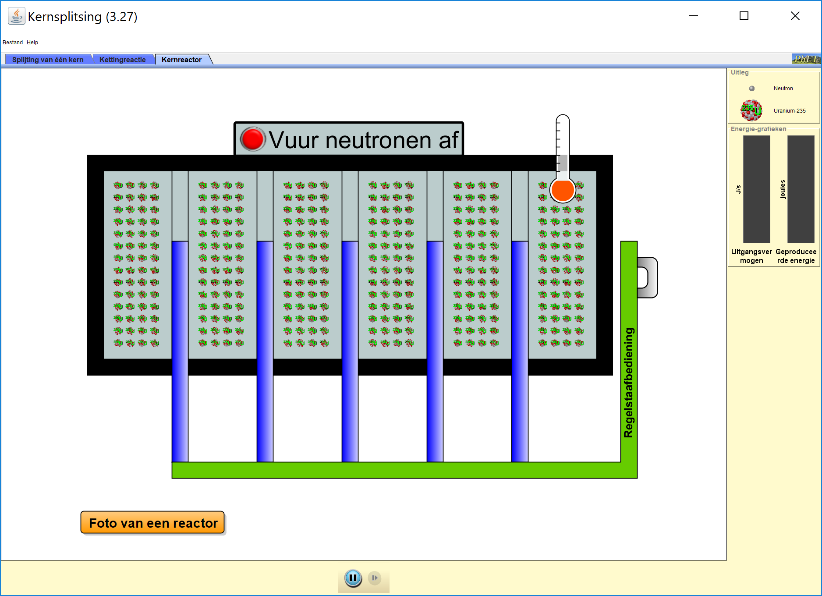 Kernsplitsing (3.27)
Bestand Help
Splijting van één kern Kettingreactie Kernreactor
PhET
Uitleg
Neutron
Uranium 235
Energie-grafieken
J/s
Joules
Uitgangsver
mogen
Geproducee
rde energie
Vuur neutronen af
Regelstaafbediening
Foto van een reactor